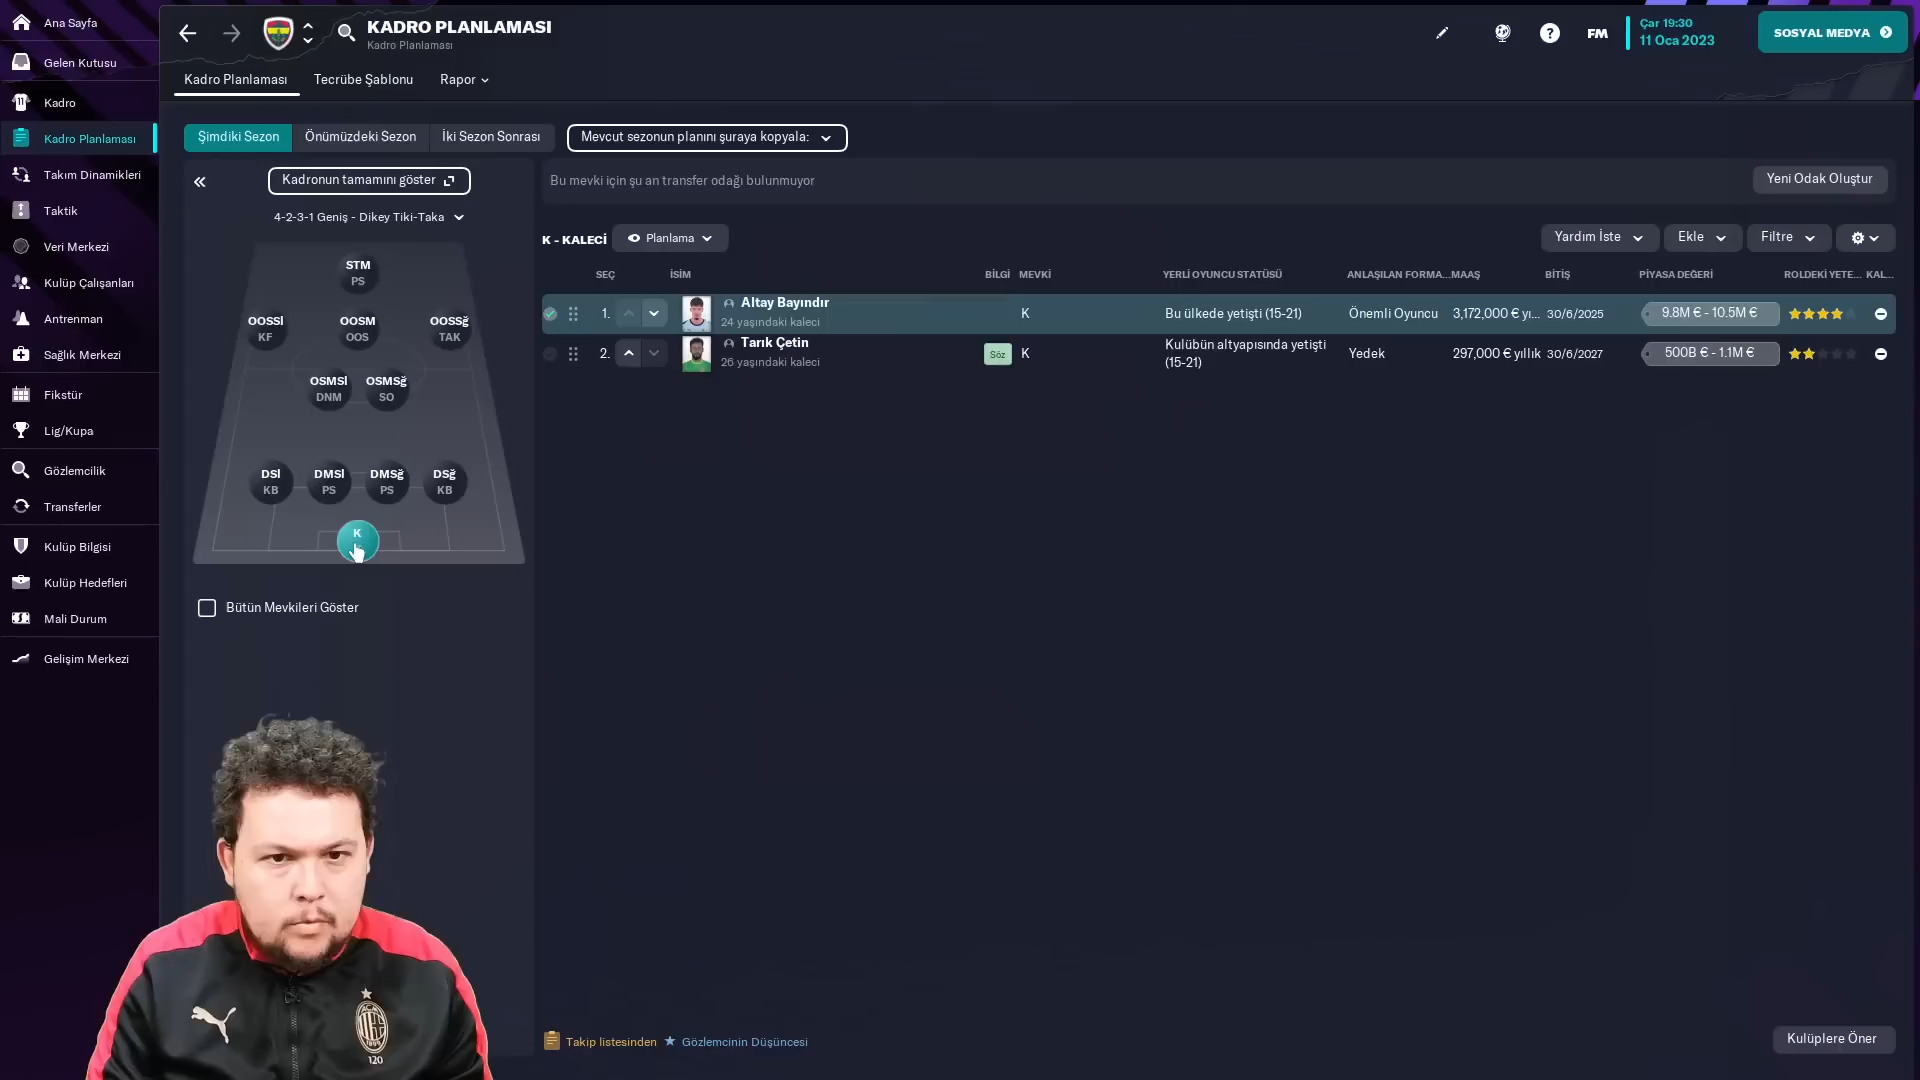 Ana Sayfa
Gelen Kutusu
Kadro
Kadro Planlaması
Takım Dinamikleri
Taktik
Veri Merkezi
Kulüp Çalışanları
Antrenman
Sağlık Merkezi
Fikstür
Lig/Kupa
Gözlemcilik
Transferler
Kulüp Bilgisi
Kulüp Hedefleri
Mali Durum
Gelişim Merkezi
KADRO PLANLAMASI
Kadro Planlaması
FM
Çar 19:30
11 Oca 2023
SOSYAL MEDYA
Kadro Planlaması Tecrübe Şablonu Rapor
Şimdiki Sezon Önümüzdeki Sezon İki Sezon Sonrası Mevcut sezonun planını şuraya kopyala:
Kadronun tamamını göster
4-2-3-1 Geniş - Dikey Tiki-Taka
STM
PS
OOSSl OOSM OOSSğ
KF OOS TAK
OSMSl OSMSğ
DNM SO
DSl DMSl DMSğ DSğ
KB PS PS KB
K
Bütün Mevkileri Göster
Bu mevki için şu an transfer odağı bulunmuyor
Yeni Odak Oluştur
K - KALECİ Planlama
Yardım İste Ekle Filtre
SEÇ İSİM BİLGİ MEVKİ YERLİ OYUNCU STATÜSÜ ANLAŞILAN FORMA... MAAŞ BİTİŞ PİYASA DEĞERİ ROLDEKİ YETE... KAL...
1. Altay Bayındır K Bu ülkede yetişti (15-21) Önemli Oyuncu 3,172,000 € yı... 30/6/2025 9.8M € - 10.5M €
24 yaşındaki kaleci
2. Tarık Çetin Söz K Kulübün altyapısında yetişti (15-21) Yedek 297,000 € yıllık 30/6/2027 500B € - 1.1M €
26 yaşındaki kaleci
Takip listesinden Gözlemcinin Düşüncesi
Kulüplere Öner
ACM
1899
120